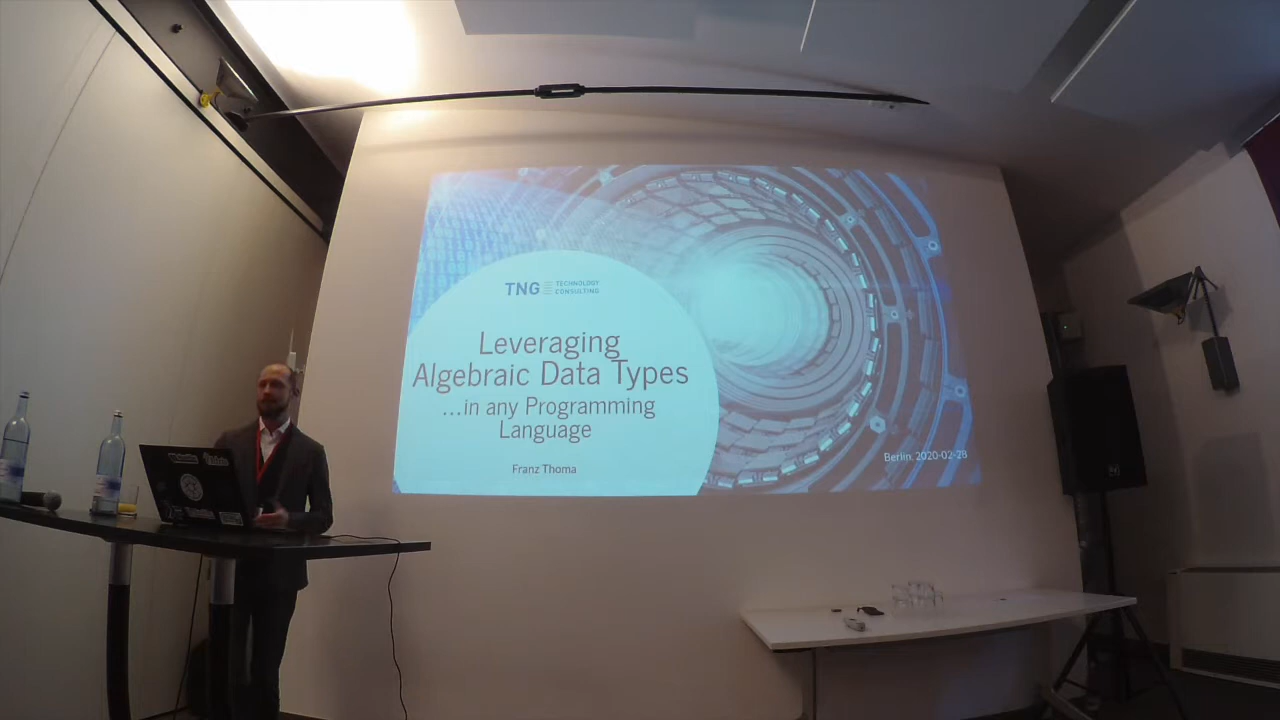 TNG TECHNOLOGY
CONSULTING
Leveraging
Algebraic Data Types
...in any Programming
Language
Franz Thoma
Berlin, 2020-02-28